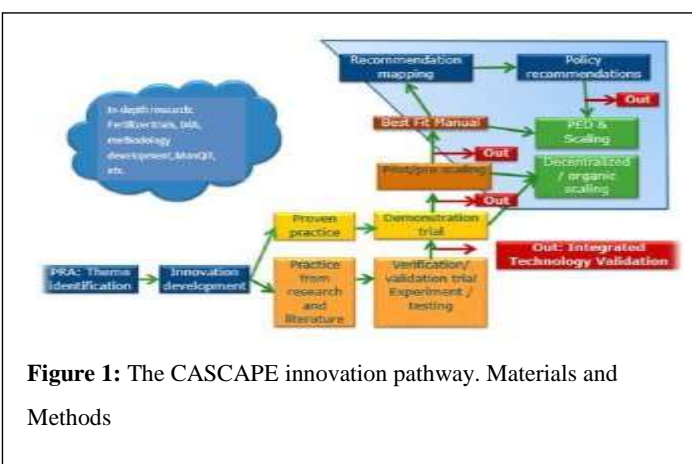 Recommendation
mapping
Policy
recommendations
Out
In-depth research:
Fertilizer trials,
methodology
development,
etc.
Best Fit Manual
PED &
Scaling
Out
Pilot/pre scaling
Decentralized
/ organic
scaling
Out
Proven
practice
Demonstration
trial
Out: Integrated
Technology Validation
PRA: Theme
identification
Innovation
development
Practice
from
research
and
literature
Verification/
validation trial
Experiment /
testing
Figure 1: The CASCAPE innovation pathway. Materials and
Methods